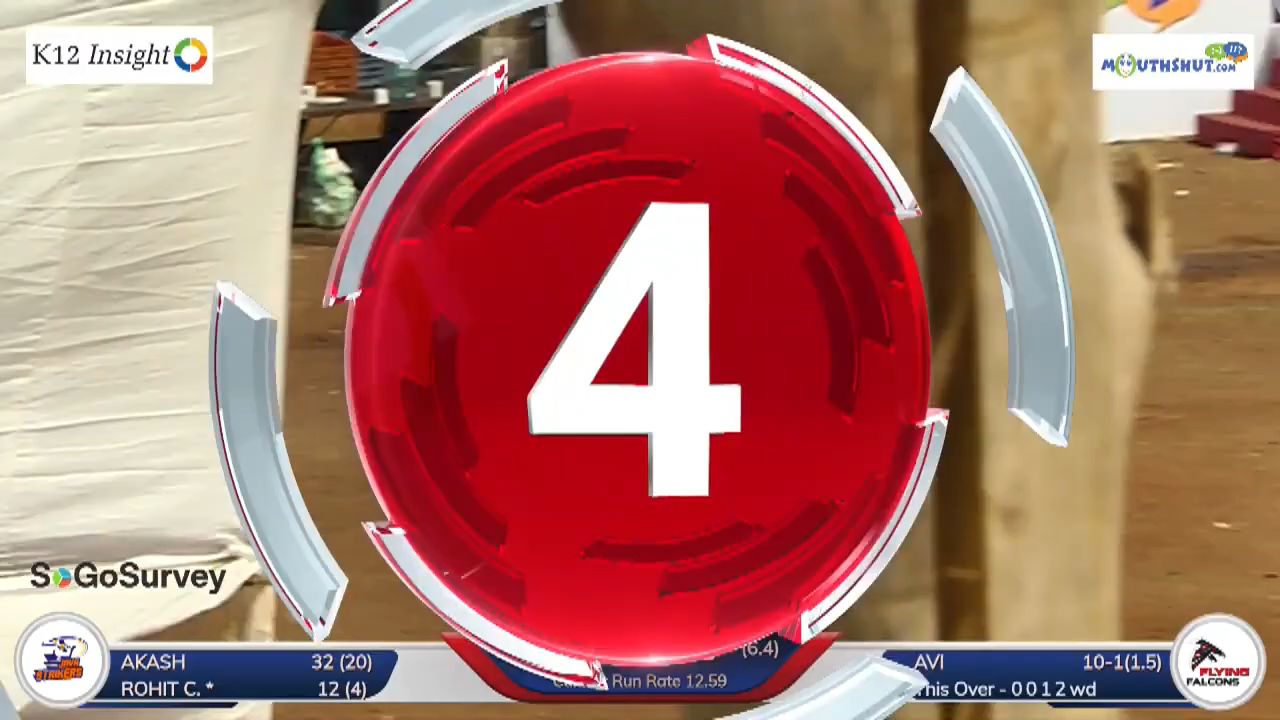 K12 Insight
MOUTHSHUT.COM
4
SoGoSurvey
STRIKERS
AKASH 32 (20)
ROHIT C. * 12 (4)
(6.4)
Run Rate 12.59
AVI 10-1(1.5)
This Over - 0 0 1 2 wd
FLYING
FALCONS